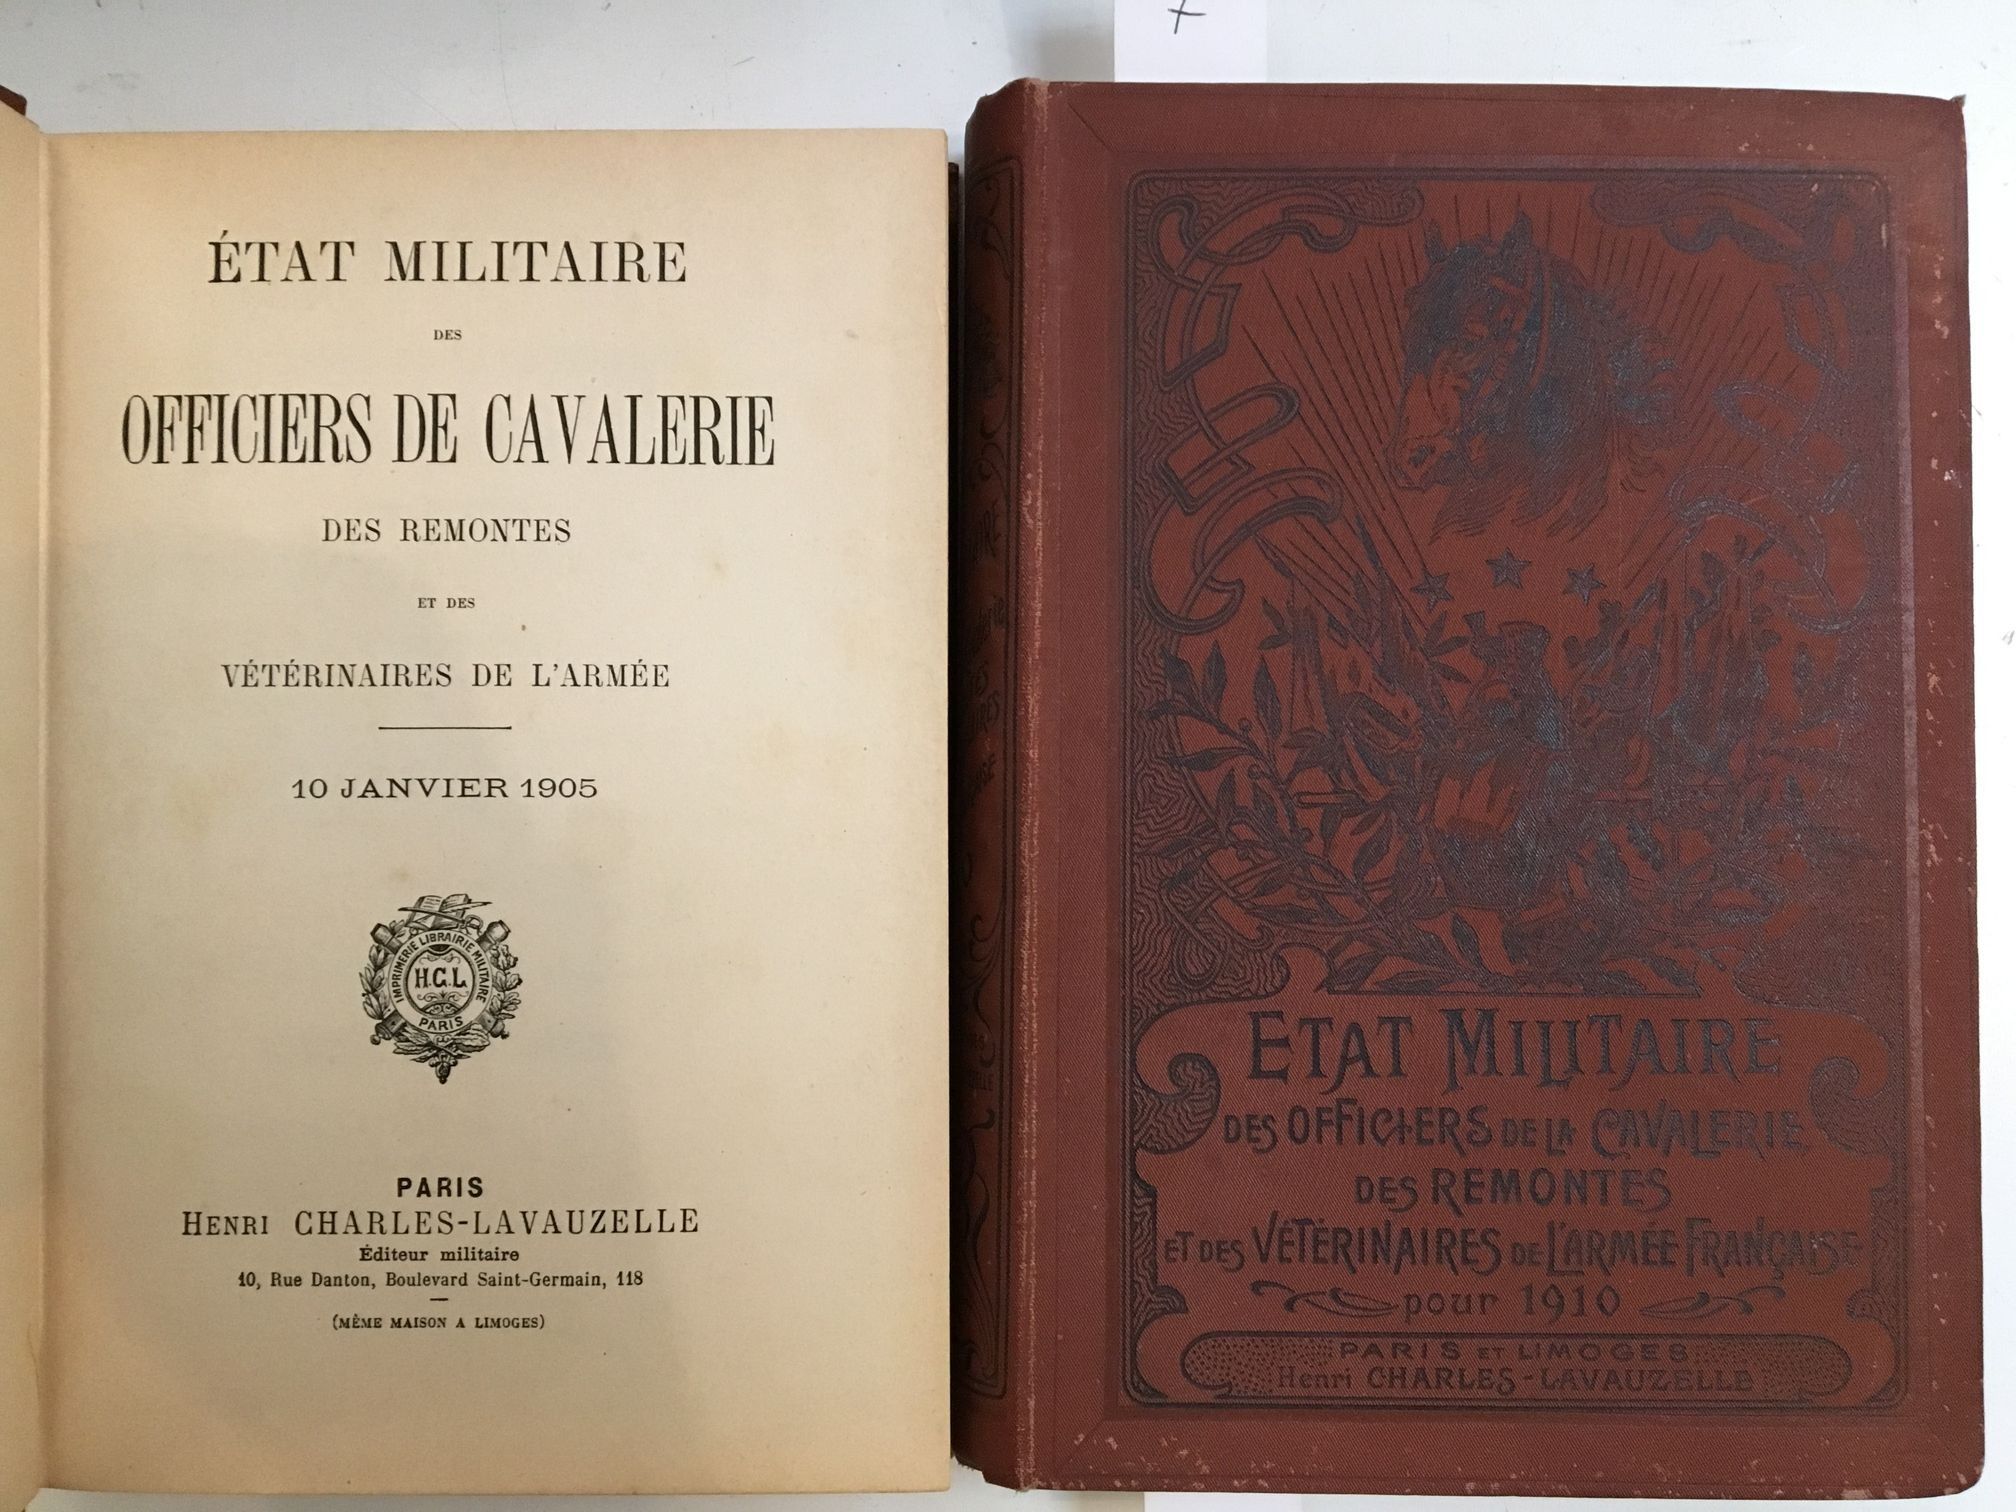 ÉTAT MILITAIRE
DES
OFFICIERS DE CAVALERIE
DES REMONTES
ET DES
VÉTÉRINAIRES DE L'ARMÉE
10 JANVIER 1905
IMPRIMERIE LIBRAIRIE MILITAIRE
H.C.L
PARIS
PARIS
HENRI CHARLES-LAVAUZELLE
Éditeur militaire
10, Rue Danton, Boulevard Saint-Germain, 118
(MÊME MAISON A LIMOGES)
7
ETAT MILITAIRE
DES OFFICIERS DE LA CAVALERIE
DES REMONTES
ET DES VÉTÉRINAIRES DE L'ARMÉE FRANÇAISE
pour 1910
PARIS ET LIMOGES
Henri CHARLES-LAVAUZELLE